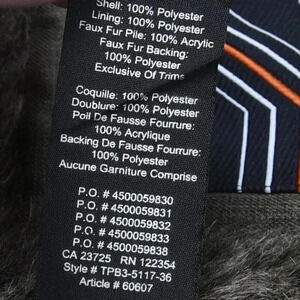 Shell: 100% Polyester
Lining: 100% Polyester
Faux Fur Pile: 100% Acrylic
Faux Fur Backing:
100% Polyester
Exclusive Of Trims
Coquille: 100% Polyester
Doublure: 100% Polyester
Poil De Fausse Fourrure:
100% Acrylique
Backing De Fausse Fourrure:
100% Polyester
Aucune Garniture Comprise
P.O. # 4500059830
P.O. # 4500059831
P.O. # 4500059832
P.O. # 4500059833
P.O. # 4500059838
CA 23725 RN 122354
Style # TPB3-5117-36
Article # 60607